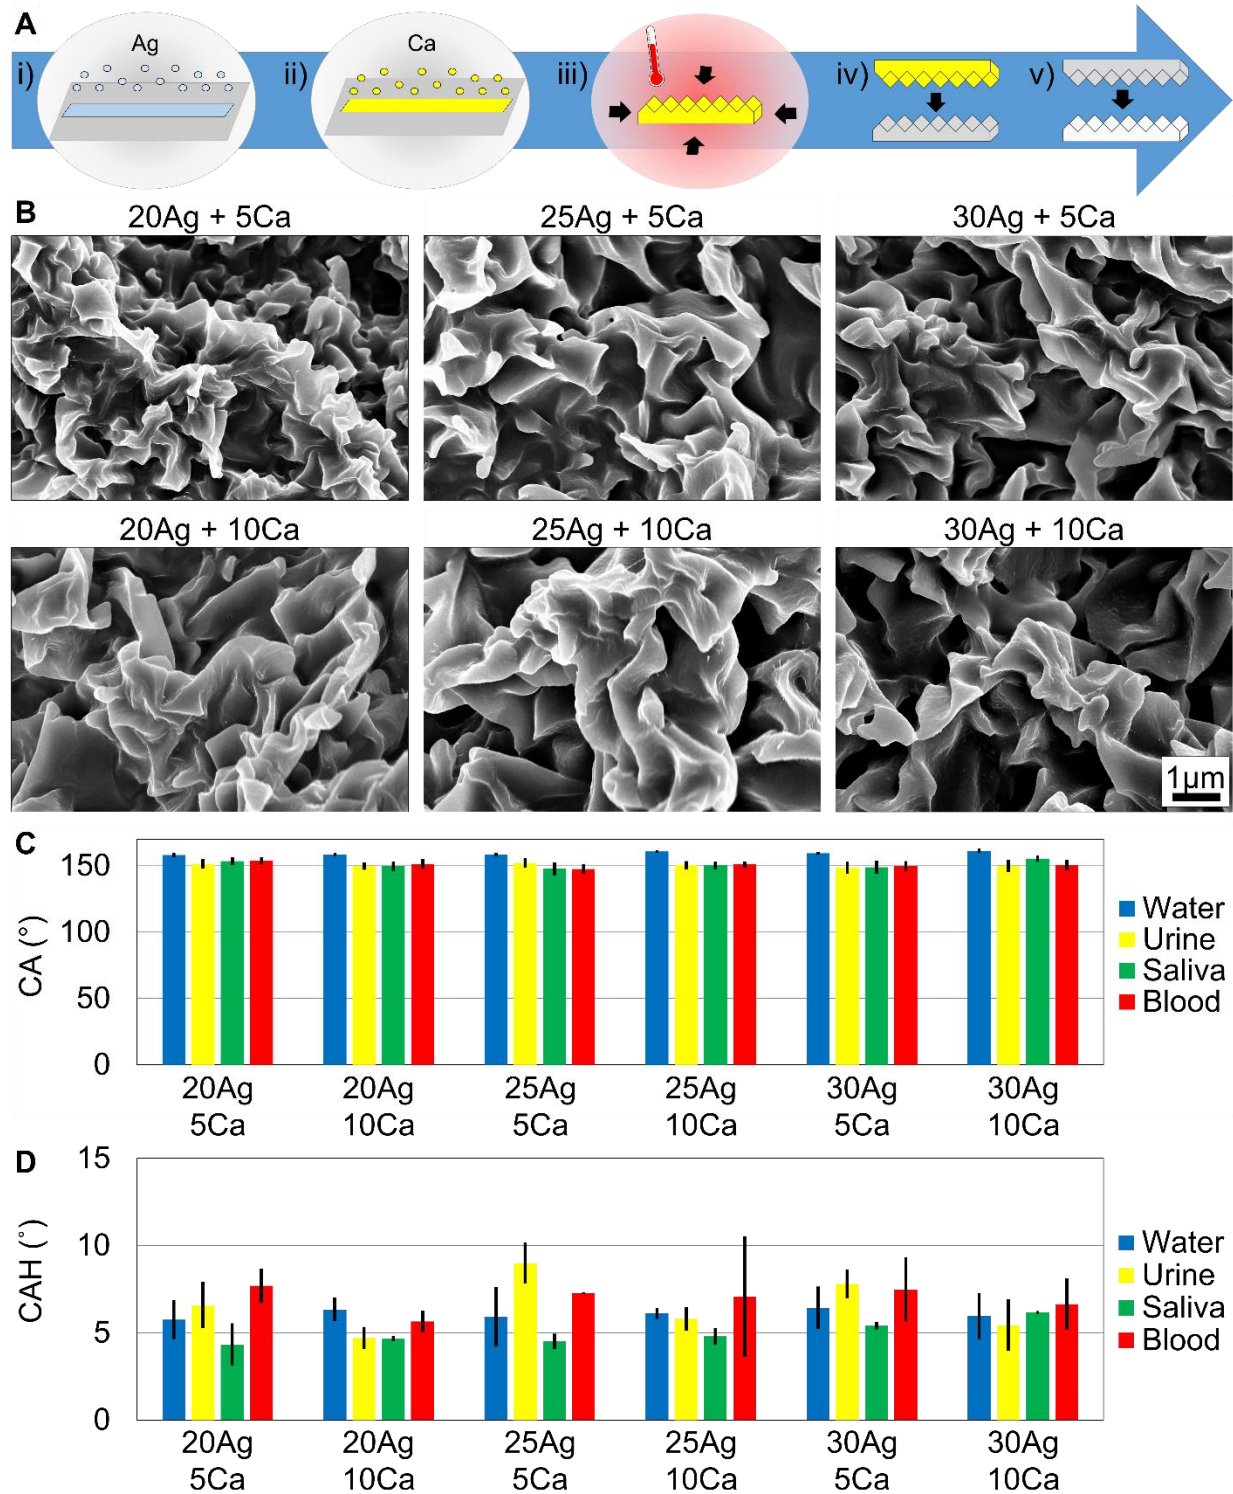 A
Ag
Ca
i)
ii)
iii)
iv)
v)
B
20Ag + 5Ca
25Ag + 5Ca
30Ag + 5Ca
20Ag + 10Ca
25Ag + 10Ca
30Ag + 10Ca
1µm
C
CA (°)
150
100
50
0
20Ag
5Ca
20Ag
10Ca
25Ag
5Ca
25Ag
10Ca
30Ag
5Ca
30Ag
10Ca
Water
Urine
Saliva
Blood
D
CAH (°)
15
10
5
0
20Ag
5Ca
20Ag
10Ca
25Ag
5Ca
25Ag
10Ca
30Ag
5Ca
30Ag
10Ca
Water
Urine
Saliva
Blood